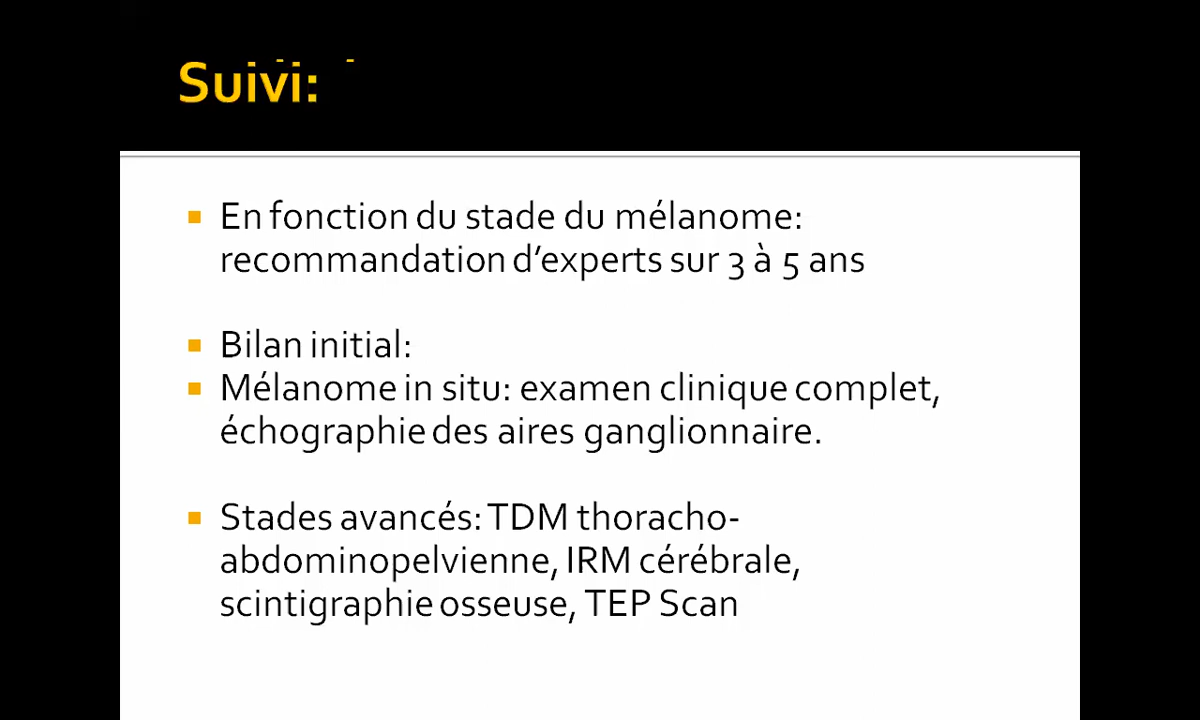 Suivi:
En fonction du stade du mélanome:
recommandation d'experts sur 3 à 5 ans
Bilan initial:
Mélanome in situ: examen clinique complet,
échographie des aires ganglionnaire.
Stades avancés: TDM thoracho-
abdominopelvienne, IRM cérébrale,
scintigraphie osseuse, TEP Scan